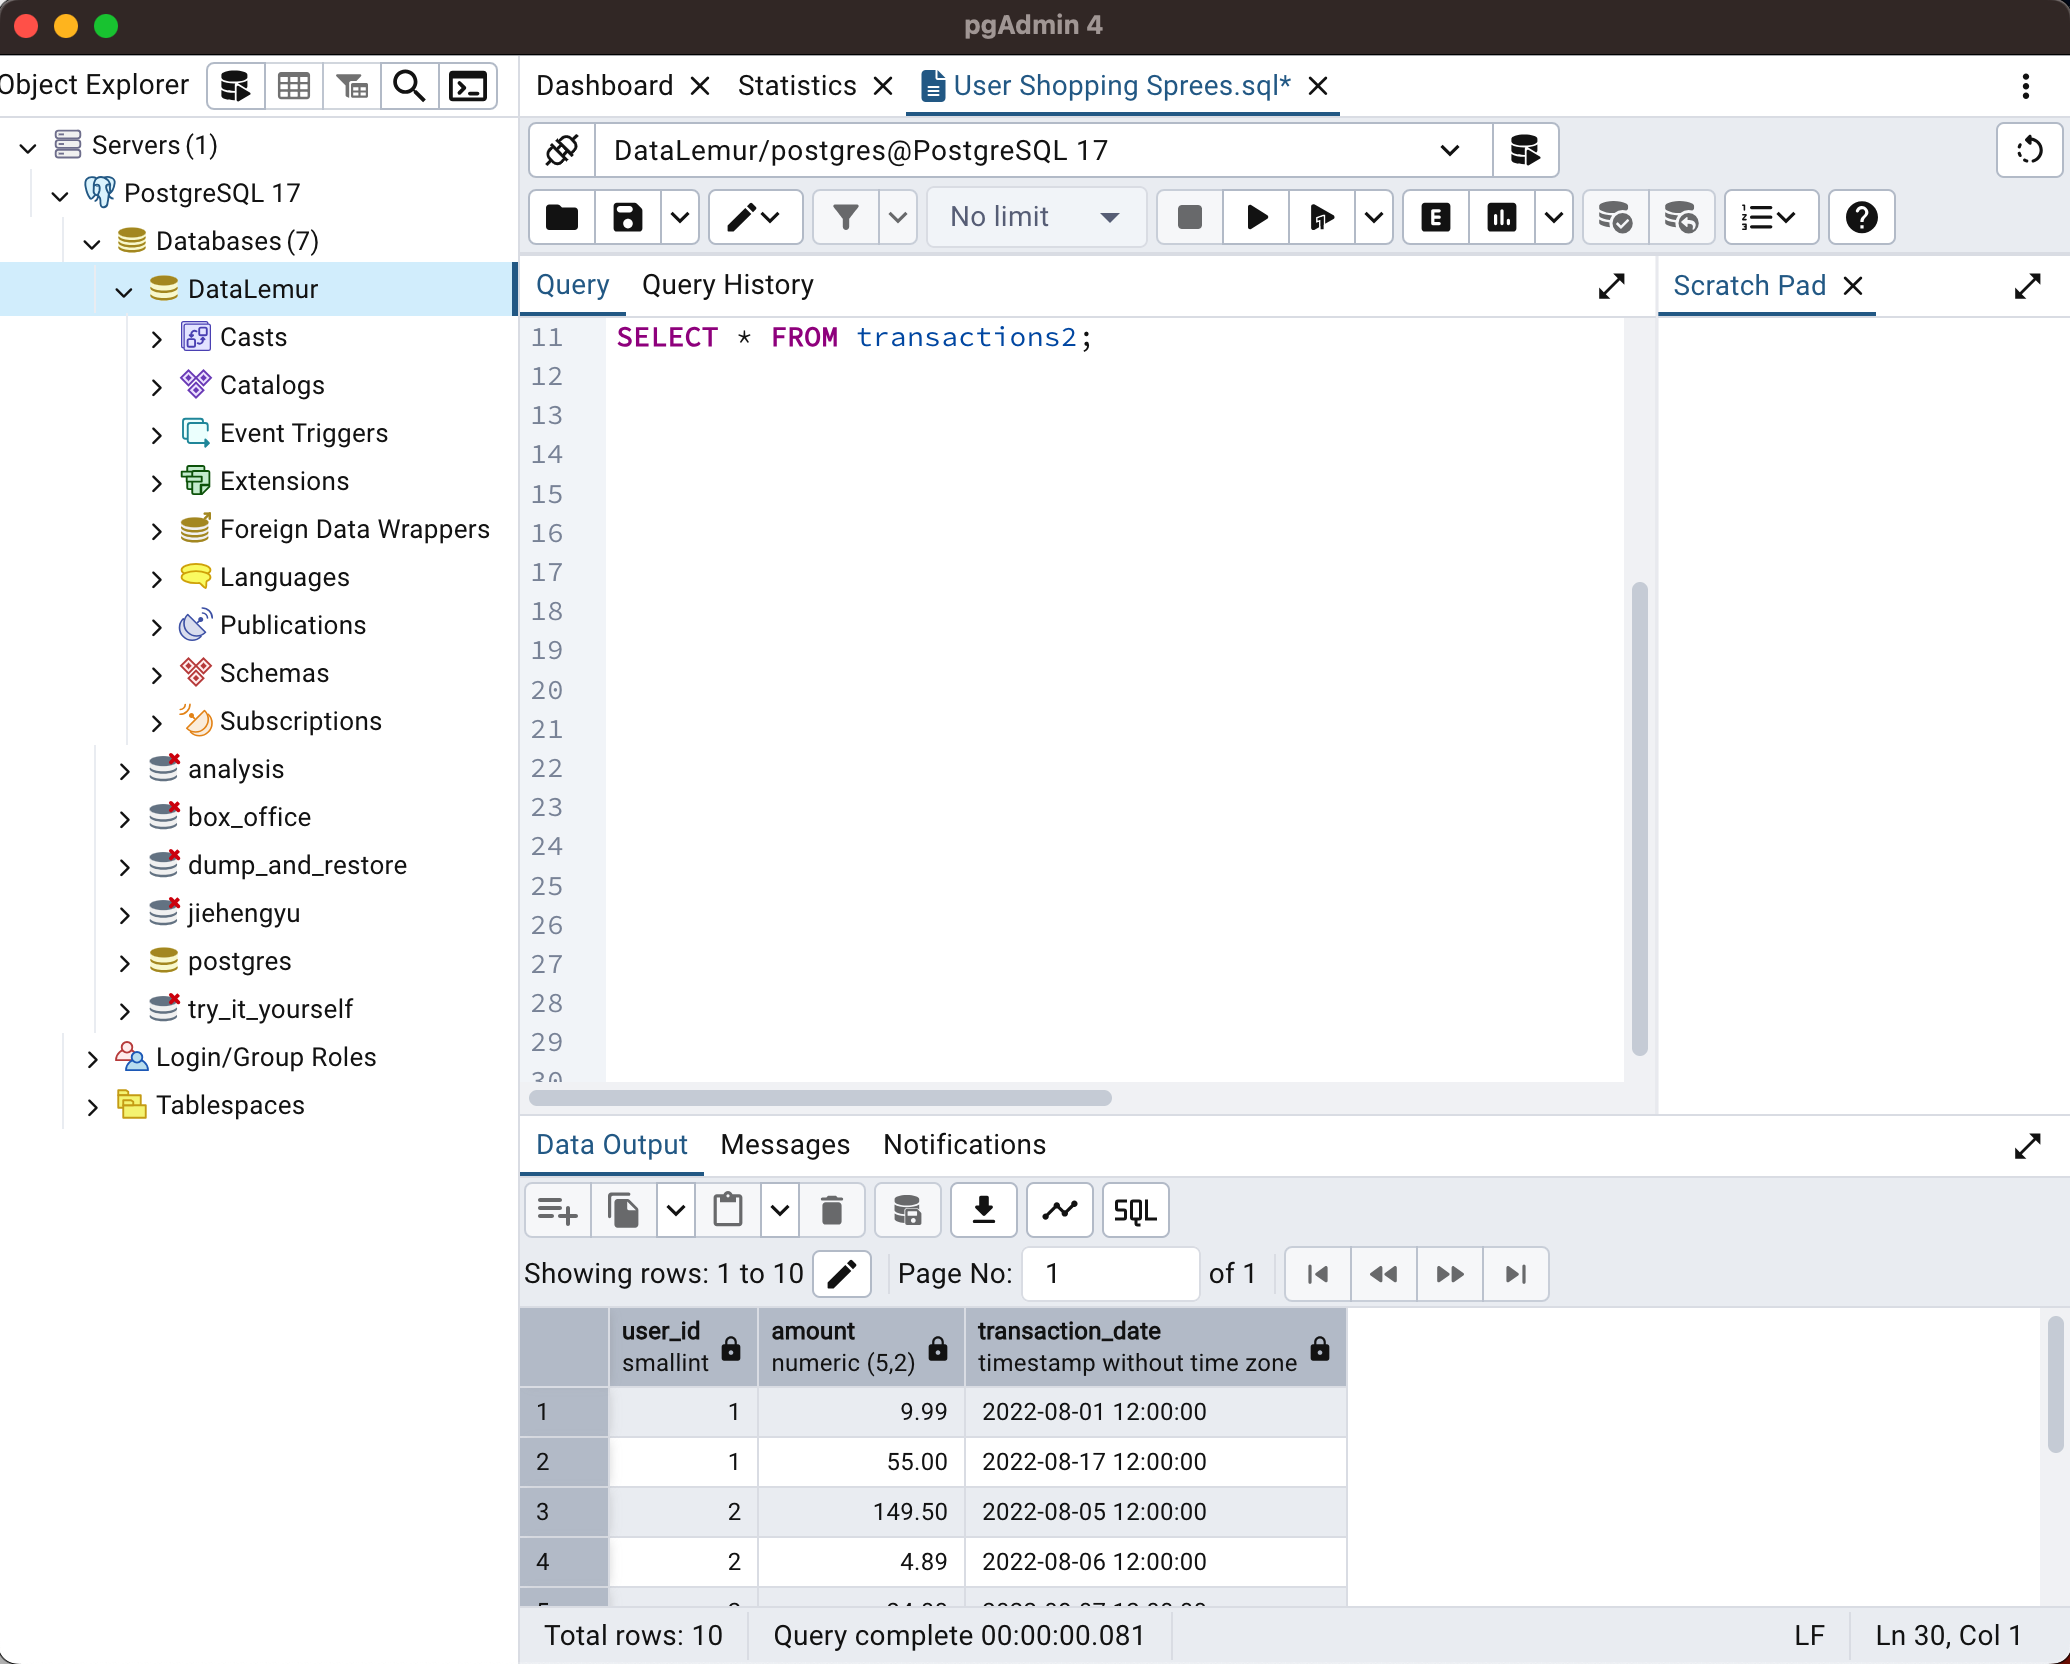 pgAdmin 4
Object Explorer
Dashboard
Statistics
User Shopping Sprees.sql*
Servers (1)
PostgreSQL 17
Databases (7)
DataLemur
Casts
Catalogs
Event Triggers
Extensions
Foreign Data Wrappers
Languages
Publications
Schemas
Subscriptions
analysis
box_office
dump_and_restore
jiehengyu
postgres
try_it_yourself
Login/Group Roles
Tablespaces
DataLemur/postgres@PostgreSQL 17
No limit
E
Query
Query History
Scratch Pad
11 SELECT * FROM transactions2;
12
13
14
15
16
17
18
19
20
21
22
23
24
25
26
27
28
29
30
Data Output
Messages
Notifications
SQL
Showing rows: 1 to 10
Page No: 1 of 1
user_id amount transaction_date
smallint numeric (5,2) timestamp without time zone
1 1 9.99 2022-08-01 12:00:00
2 1 55.00 2022-08-17 12:00:00
3 2 149.50 2022-08-05 12:00:00
4 2 4.89 2022-08-06 12:00:00
Total rows: 10
Query complete 00:00:00.081
LF
Ln 30, Col 1